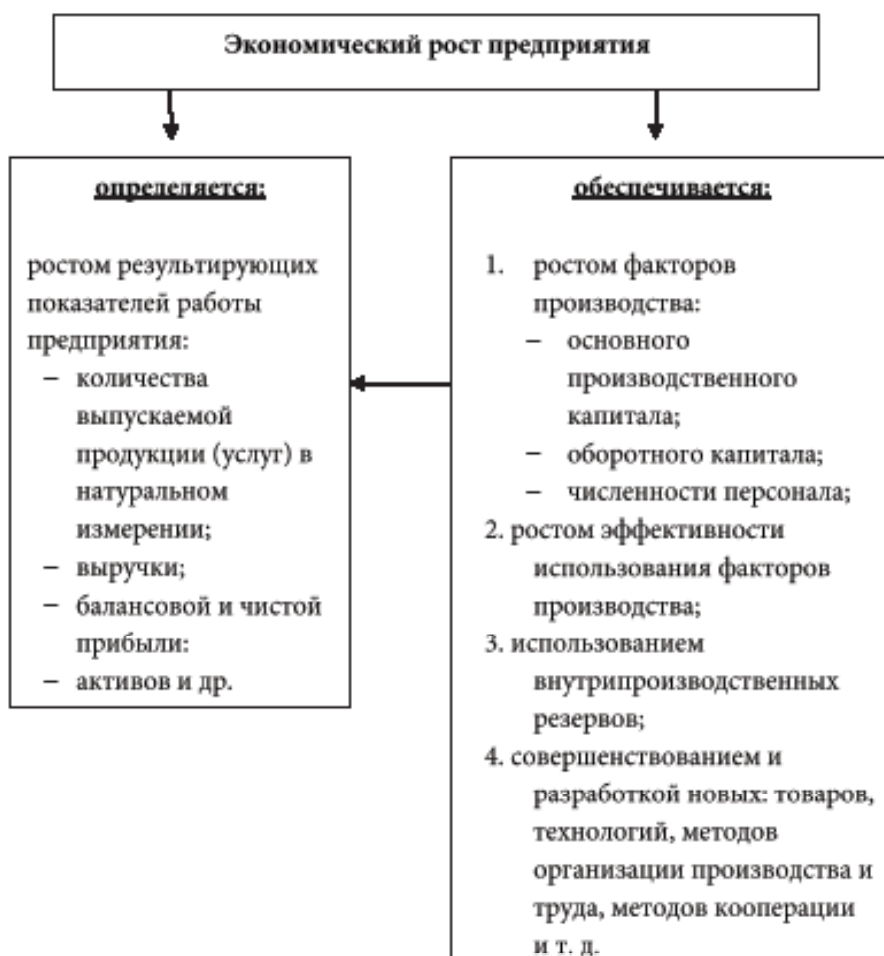 Экономический рост предприятия
определяется:
ростом результирующих
показателей работы
предприятия:
– количества
выпускаемой
продукции (услуг) в
натуральном
измерении;
– выручки;
– балансовой и чистой
прибыли:
– активов и др.
обеспечивается:
1. ростом факторов
производства:
– основного
производственного
капитала;
– оборотного капитала;
– численности персонала;
2. ростом эффективности
использования факторов
производства;
3. использованием
внутрипроизводственных
резервов;
4. совершенствованием и
разработкой новых: товаров,
технологий, методов
организации производства и
труда, методов кооперации
и т. д.